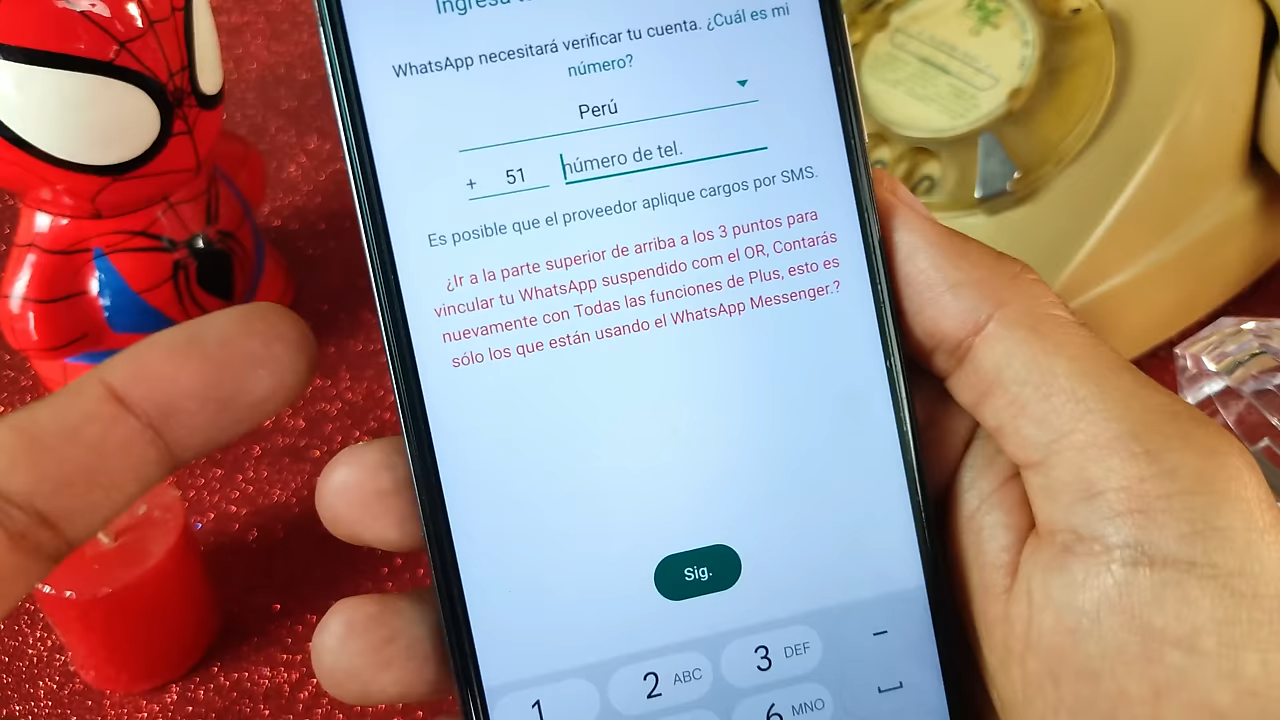 Ingresa
WhatsApp necesitará verificar tu cuenta. ¿Cuál es mi
número?
Perú
+ 51 número de tel.
Es posible que el proveedor aplique cargos por SMS.
¿Ir a la parte superior de arriba a los 3 puntos para
vincular tu WhatsApp suspendido com el OR, Contarás
nuevamente con Todas las funciones de Plus, esto es
sólo los que están usando el WhatsApp Messenger.?
Sig.
1
2 ABC
3 DEF
6 MNO